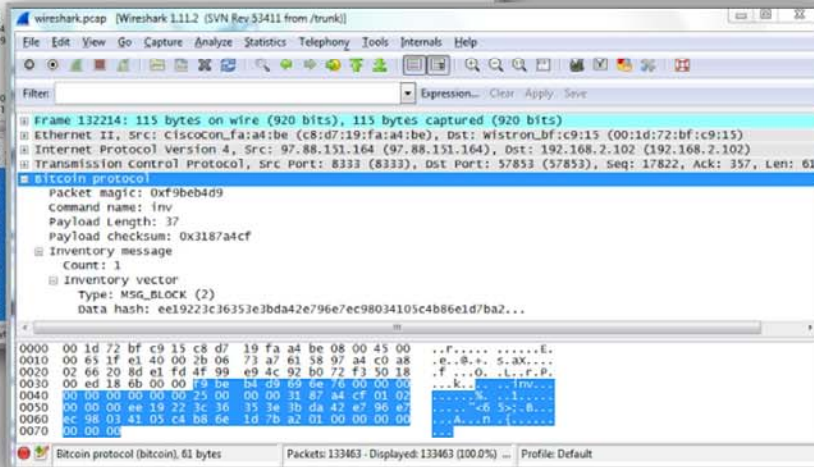 wireshark.pcap [Wireshark 1.11.2 (SVN Rev 53411 from /trunk)]
File Edit View Go Capture Analyze Statistics Telephony Tools Internals Help
Filter: Expression... Clear Apply Save
Frame 132214: 115 bytes on wire (920 bits), 115 bytes captured (920 bits)
Ethernet II, Src: CiscoCon_fa:a4:be (c8:d7:19:fa:a4:be), Dst: Wistron_bf:c9:15 (00:1d:72:bf:c9:15)
Internet Protocol Version 4, Src: 97.88.151.164 (97.88.151.164), Dst: 192.168.2.102 (192.168.2.102)
Transmission Control Protocol, Src Port: 8333 (8333), Dst Port: 57853 (57853), Seq: 17822, Ack: 357, Len: 61
Bitcoin protocol
Packet magic: 0xf9beb4d9
Command name: inv
Payload Length: 37
Payload checksum: 0x3187a4cf
Inventory message
Count: 1
Inventory vector
Type: MSG_BLOCK (2)
Data hash: ee19223c36353e3bda42e796e7ec98034105c4b86e1d7ba2...
0000 00 1d 72 bf c9 15 c8 d7 19 fa a4 be 08 00 45 00 ..r..... ......E.
0010 00 65 1f e1 40 00 2b 06 73 a7 61 58 97 a4 c0 a8 .e..@.+. s.aX....
0020 02 66 20 8d e1 fd 4f 99 e9 4c 92 b0 72 f3 50 18 .f ...O. .L..r.P.
0030 00 ed 18 6b 00 00 f9 be b4 d9 69 6e 76 00 00 00 ...k.... ..inv...
0040 00 00 00 00 00 00 25 00 00 00 31 87 a4 cf 01 02 ......%. ..1.....
0050 00 00 00 ee 19 22 3c 36 35 3e 3b da 42 e7 96 e7 ....."<6 5>;.B...
0060 ec 98 03 41 05 c4 b8 6e 1d 7b a2 01 00 00 00 00 ...A...n .{......
0070 00 00 00 ...
Bitcoin protocol (bitcoin), 61 bytes Packets: 133463 · Displayed: 133463 (100.0%) ... Profile: Default